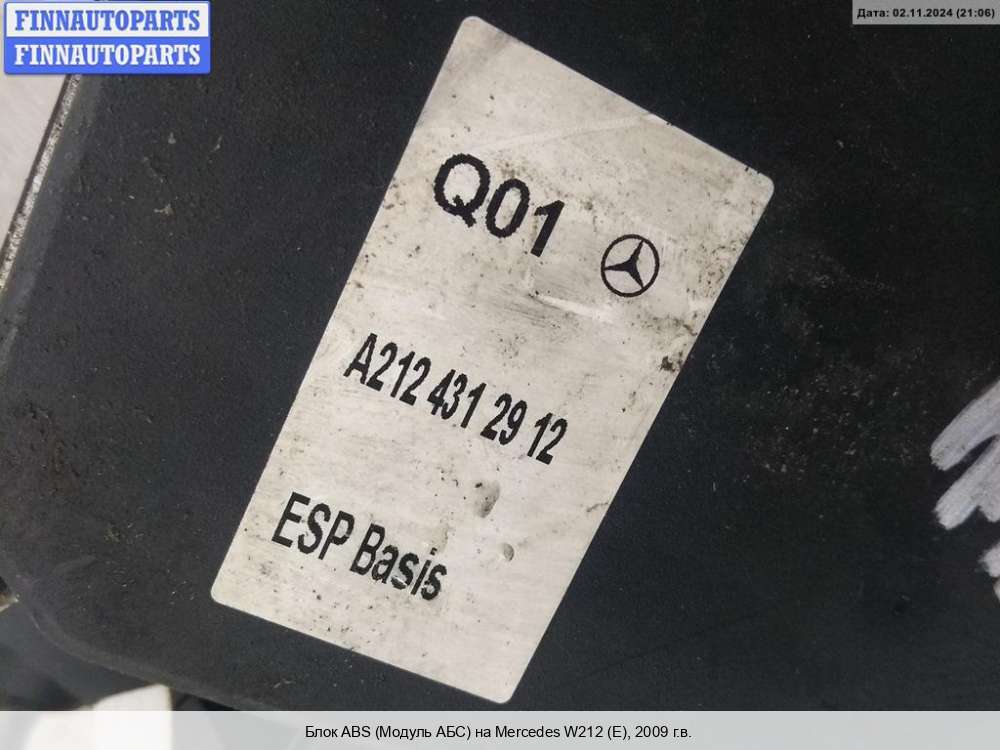 FINNAUTOPARTS
FINNAUTOPARTS
Дата: 02.11.2024 (21:06)
Q01
A212 431 29 12
ESP Basis
Блок ABS (Модуль АБС) на Mercedes W212 (E), 2009 г.в.